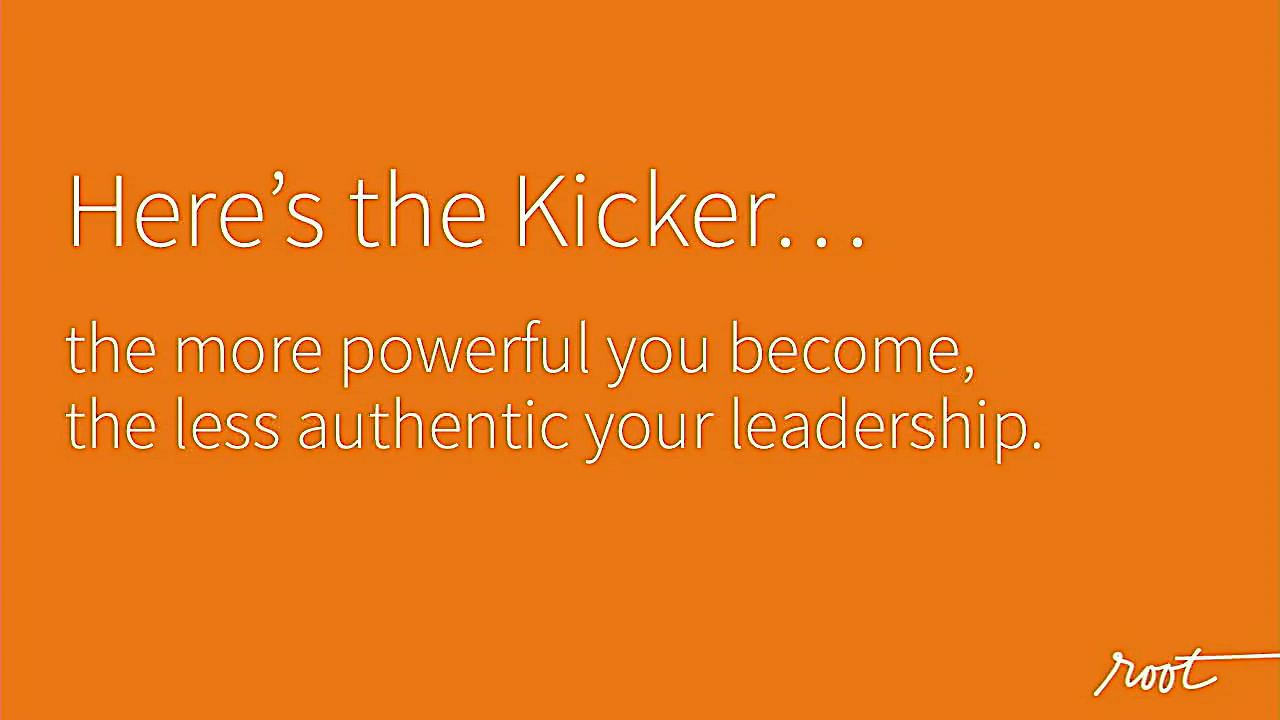 Here’s the Kicker...
the more powerful you become,
the less authentic your leadership.
root